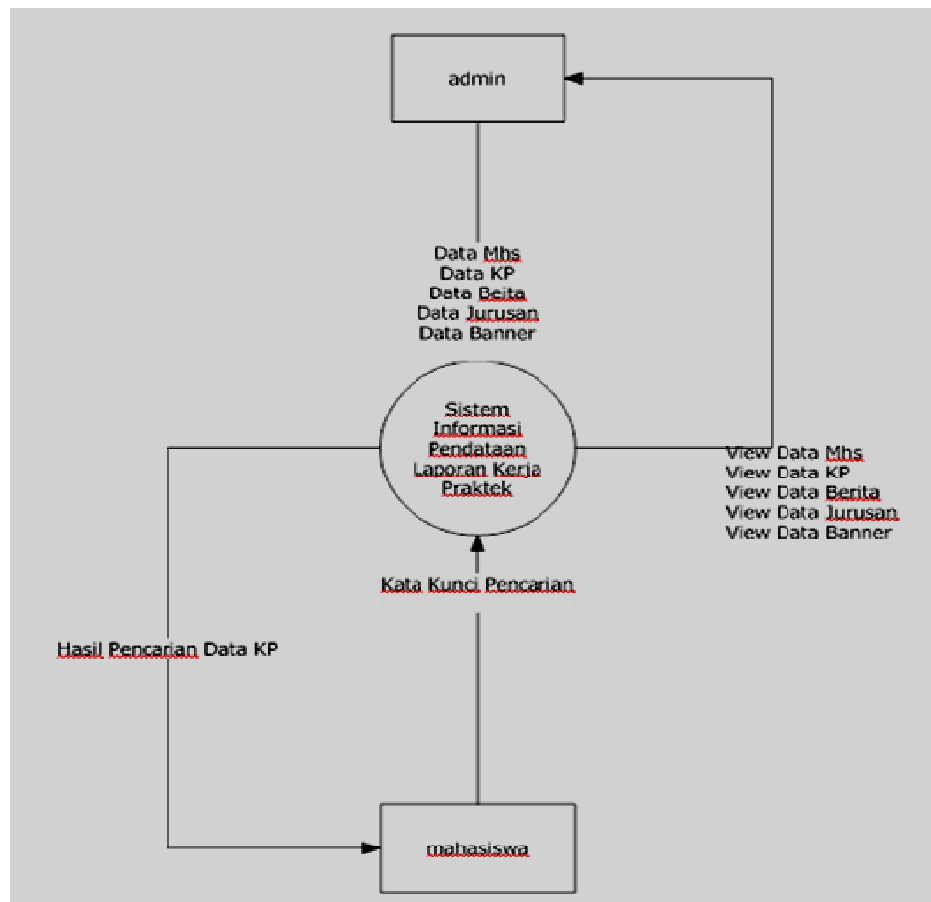 admin
Data Mhs
Data KP
Data Beita
Data Jurusan
Data Banner
Sistem
Informasi
Pendataan
Laporan Kerja
Praktek
View Data Mhs
View Data KP
View Data Berita
View Data Jurusan
View Data Banner
Kata Kunci Pencarian
Hasil Pencarian Data KP
mahasiswa